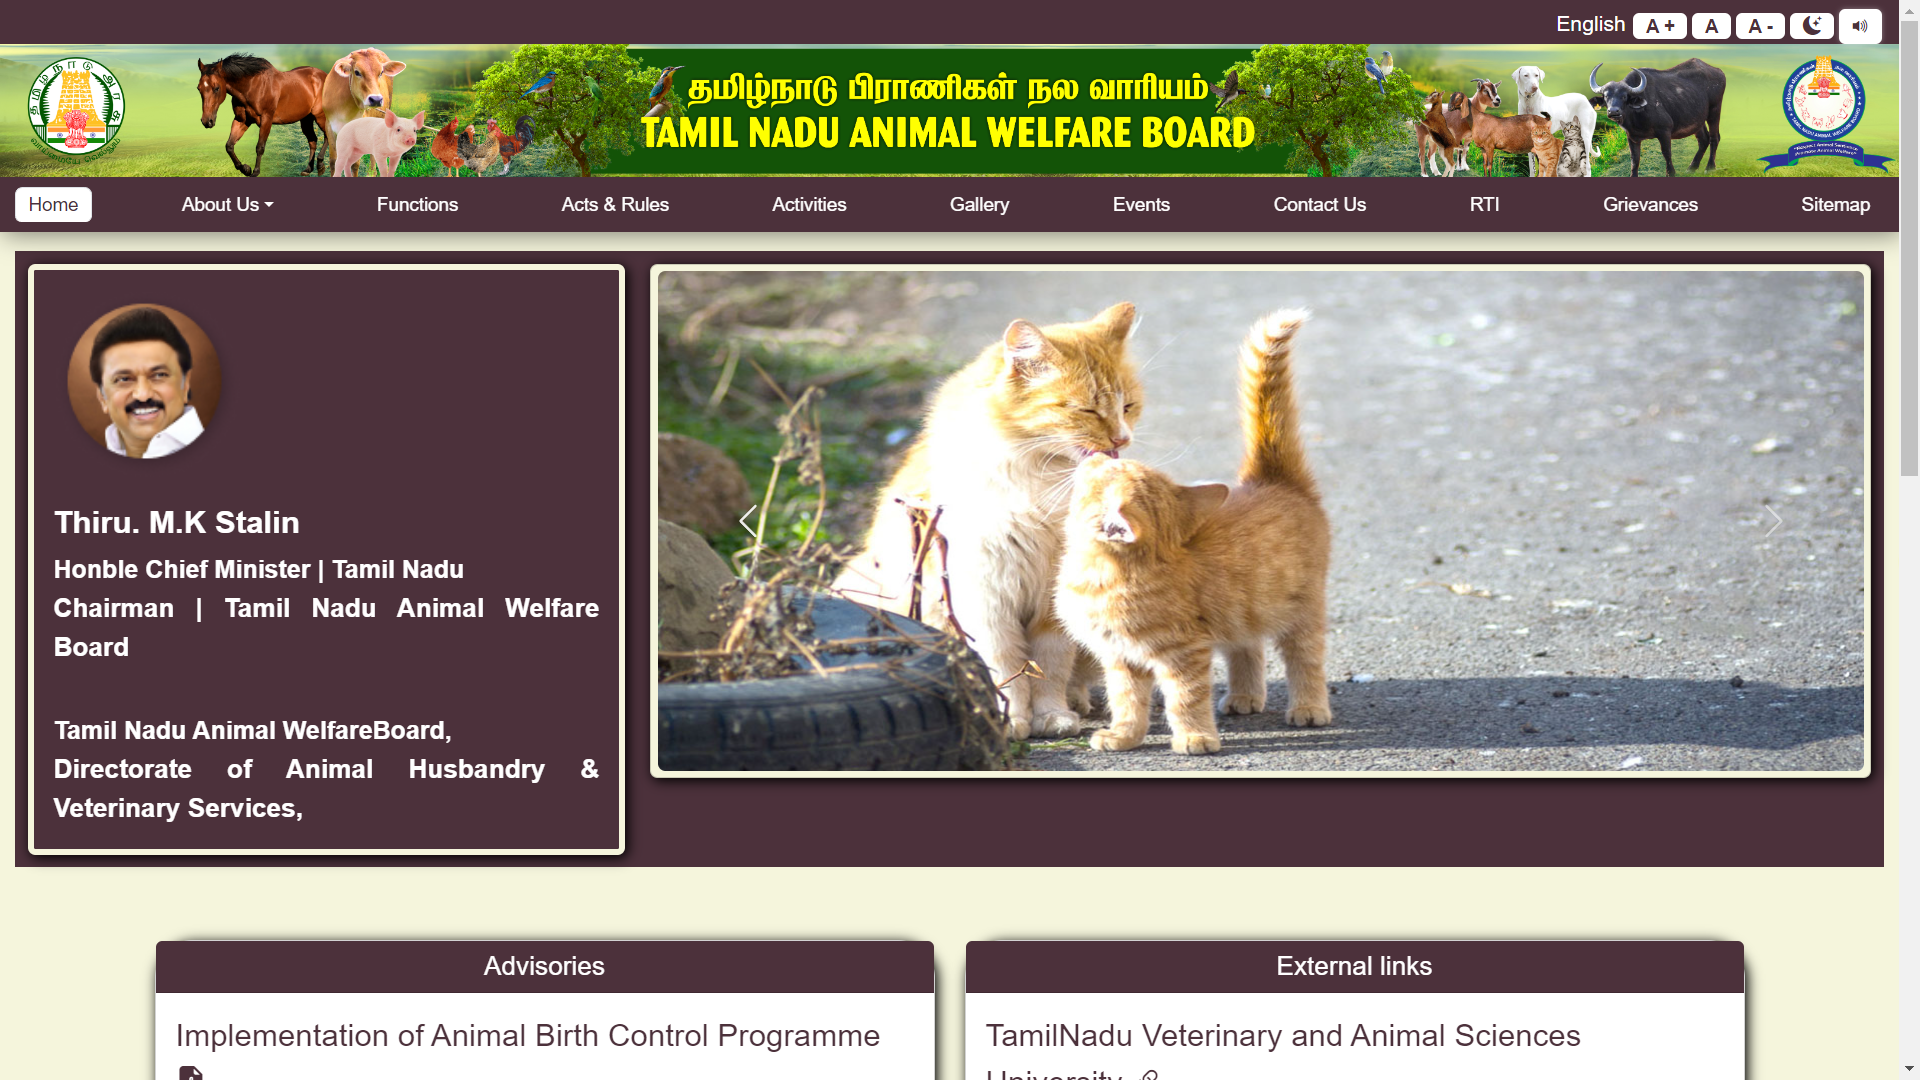 English A + A A -
தமிழ்நாடு பிராணிகள் நல வாரியம்
TAMIL NADU ANIMAL WELFARE BOARD
Home About Us Functions Acts & Rules Activities Gallery Events Contact Us RTI Grievances Sitemap
Thiru. M.K Stalin
Honble Chief Minister | Tamil Nadu
Chairman | Tamil Nadu Animal Welfare
Board
Tamil Nadu Animal WelfareBoard,
Directorate of Animal Husbandry &
Veterinary Services,
Advisories
Implementation of Animal Birth Control Programme
External links
TamilNadu Veterinary and Animal Sciences
University